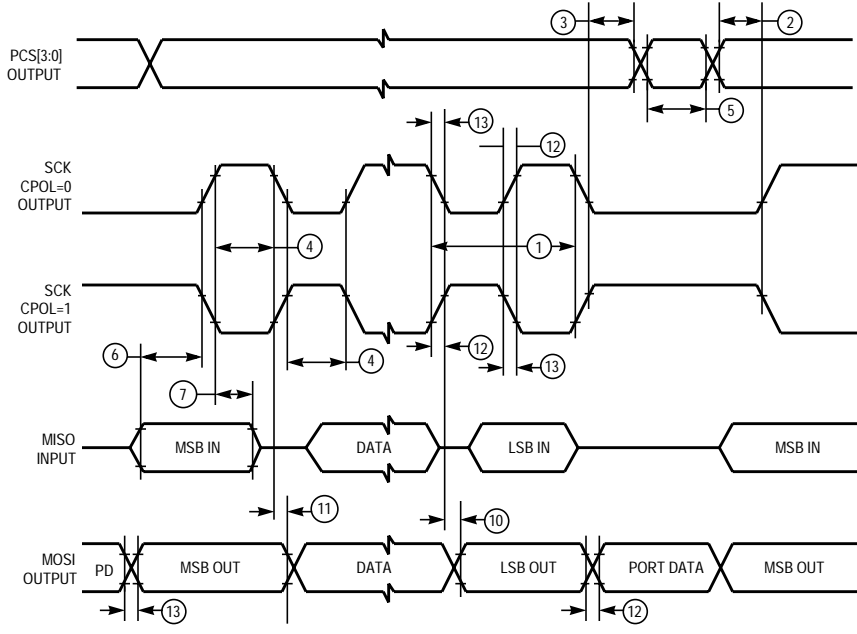 3
2
PCS[3:0]
OUTPUT
5
13
12
SCK
CPOL=0
OUTPUT
4
1
SCK
CPOL=1
OUTPUT
6
4
12
13
7
MISO
INPUT
MSB IN
DATA
LSB IN
MSB IN
11
10
MOSI
OUTPUT
PD
MSB OUT
DATA
LSB OUT
PORT DATA
MSB OUT
13
12